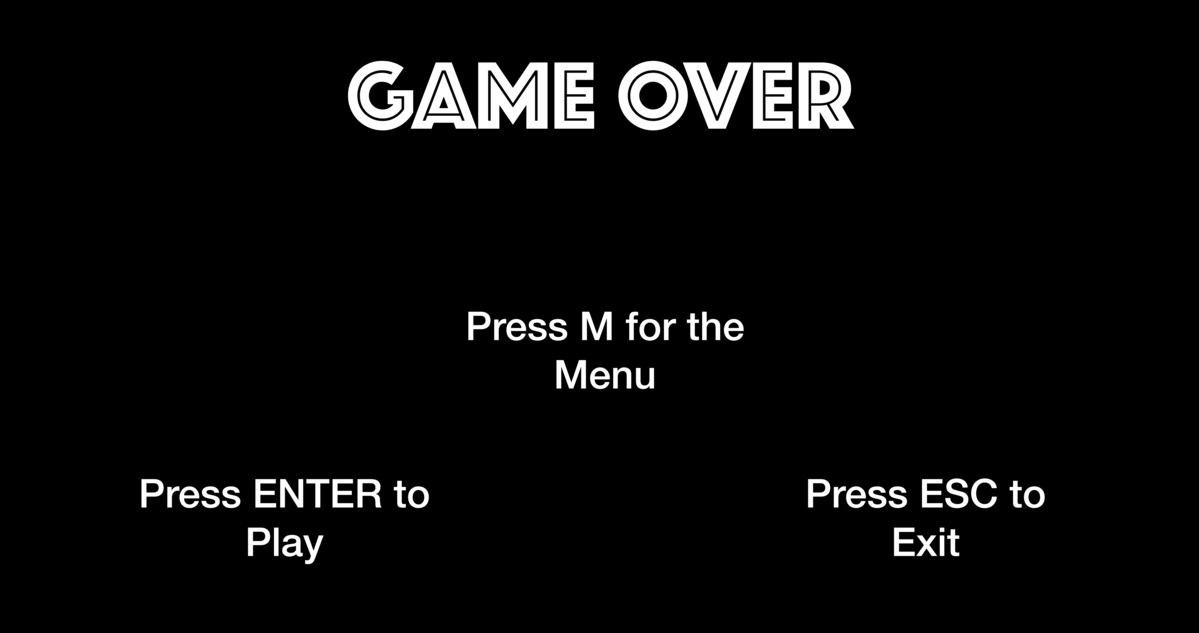 GAME OVER
Press M for the
Menu
Press ENTER to
Play
Press ESC to
Exit